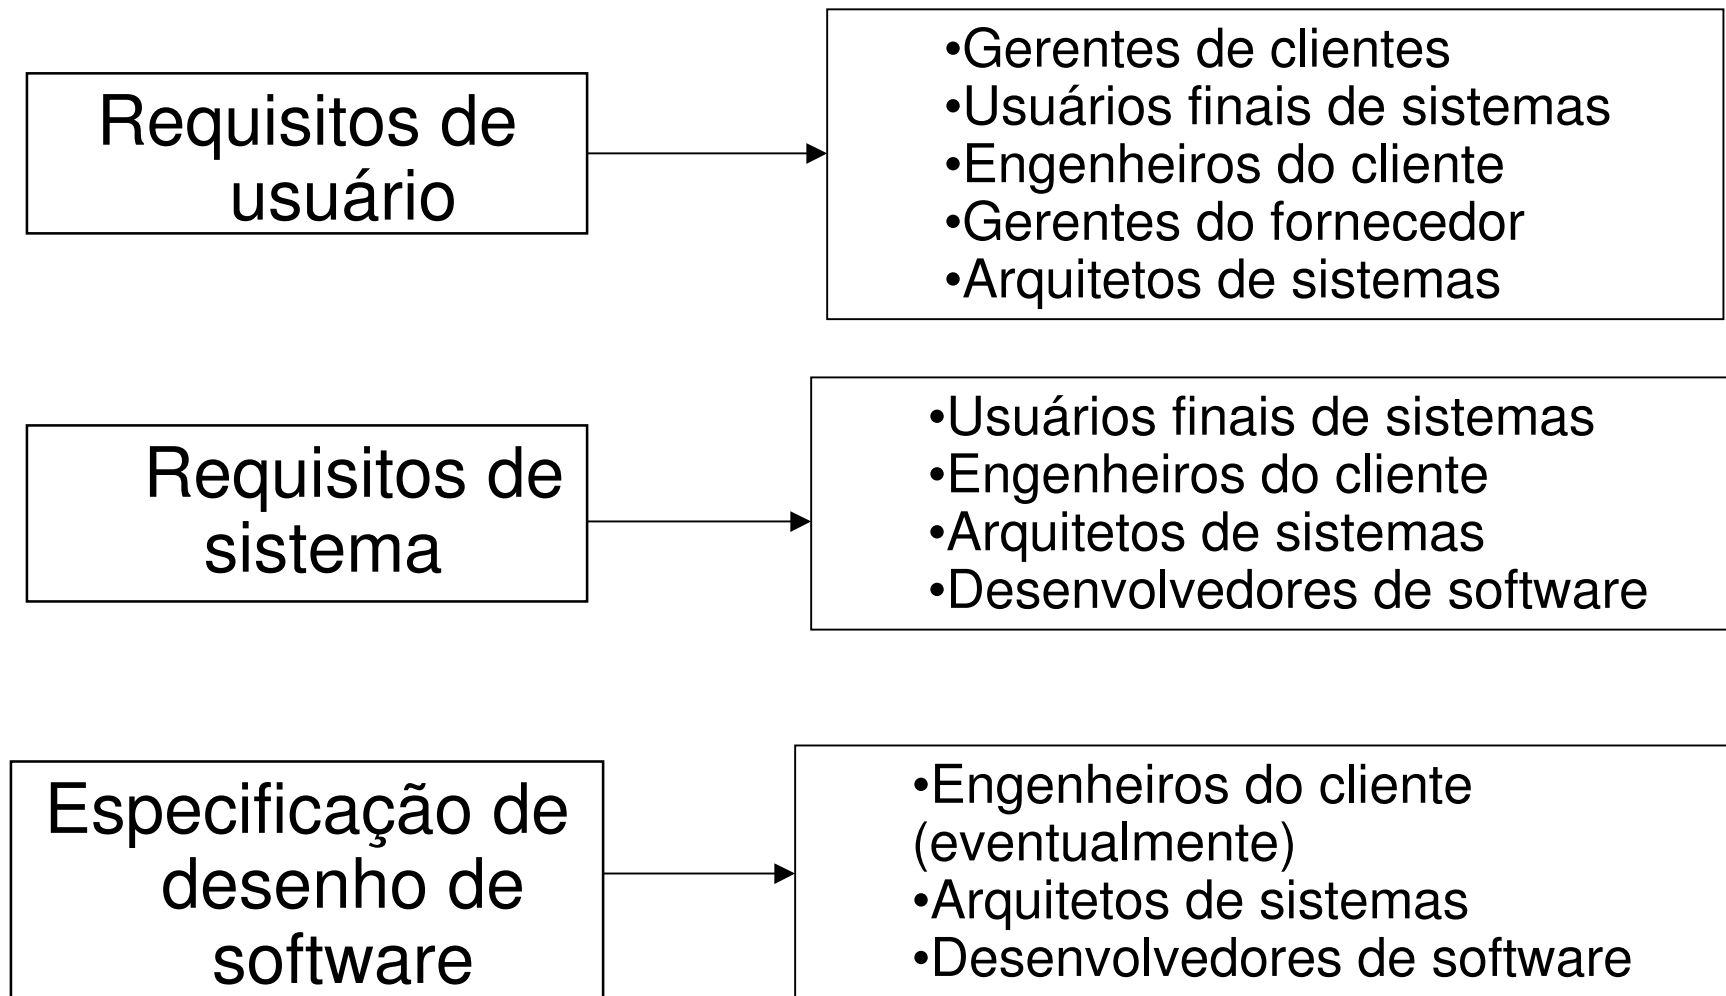 Requisitos de
usuário
•Gerentes de clientes
•Usuários finais de sistemas
•Engenheiros do cliente
•Gerentes do fornecedor
•Arquitetos de sistemas
Requisitos de
sistema
•Usuários finais de sistemas
•Engenheiros do cliente
•Arquitetos de sistemas
•Desenvolvedores de software
Especificação de
desenho de
software
•Engenheiros do cliente
(eventualmente)
•Arquitetos de sistemas
•Desenvolvedores de software